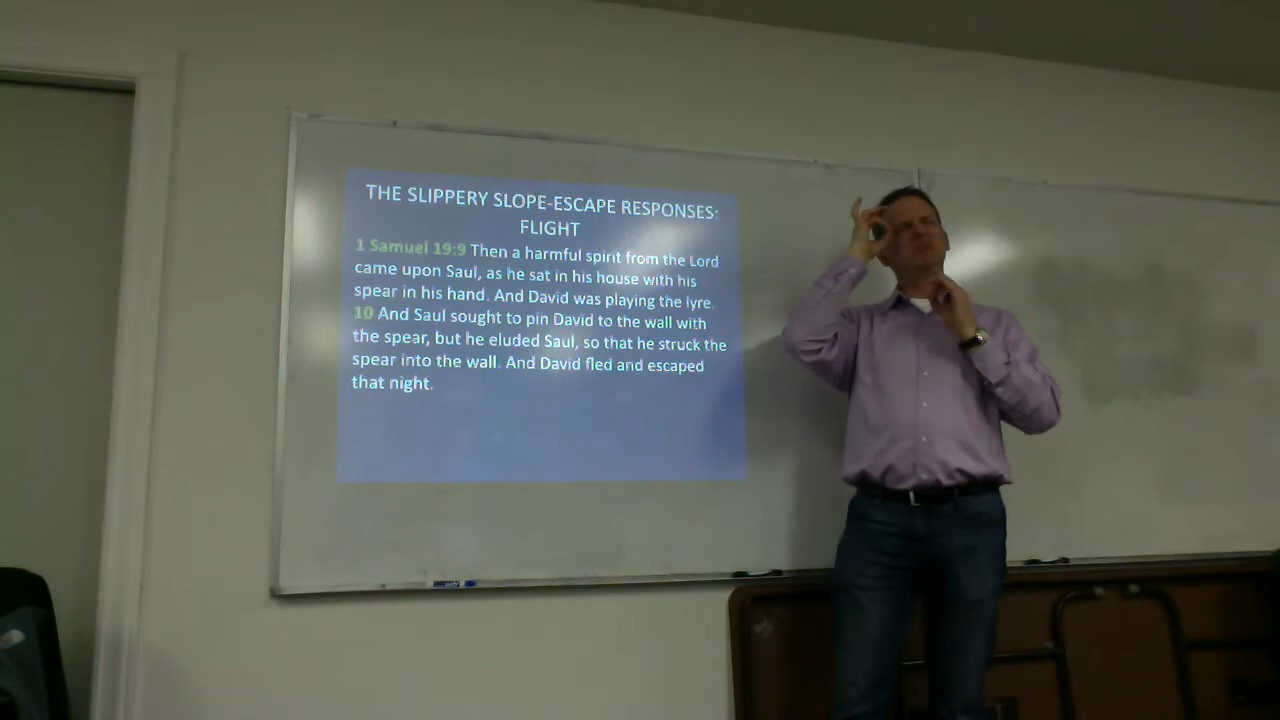 THE SLIPPERY SLOPE-ESCAPE RESPONSES:
FLIGHT
1 Samuel 19:9 Then a harmful spirit from the Lord
came upon Saul, as he sat in his house with his
spear in his hand. And David was playing the lyre.
10 And Saul sought to pin David to the wall with
the spear, but he eluded Saul, so that he struck the
spear into the wall. And David fled and escaped
that night.